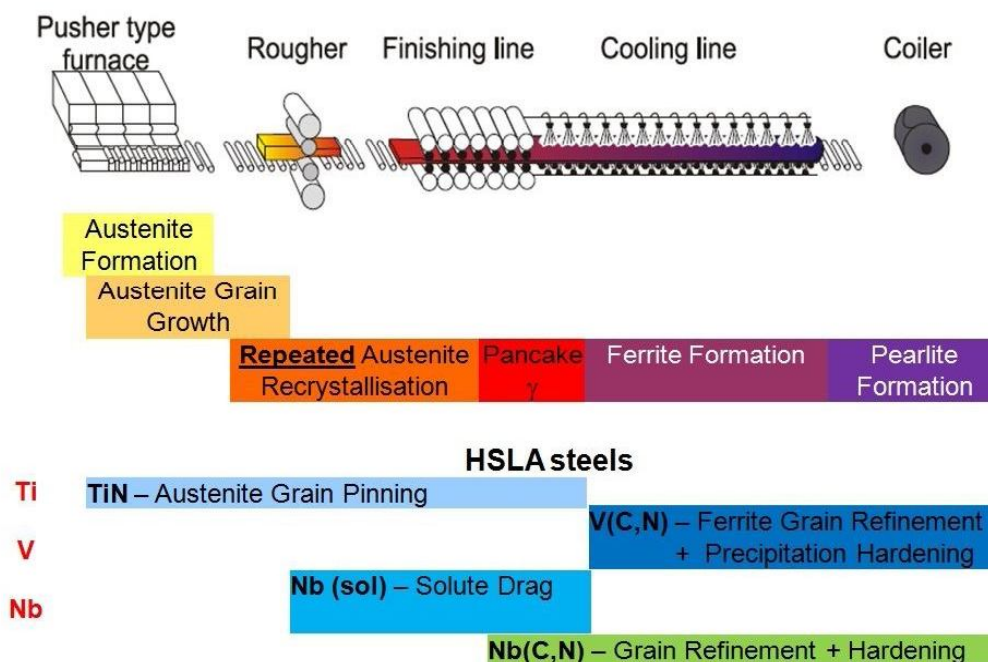 Pusher type
furnace
Rougher
Finishing line
Cooling line
Coiler
Austenite
Formation
Austenite Grain
Growth
Repeated Austenite
Recrystallisation
Pancake
γ
Ferrite Formation
Pearlite
Formation
HSLA steels
Ti
TiN – Austenite Grain Pinning
V
V(C,N) – Ferrite Grain Refinement
+ Precipitation Hardening
Nb
Nb (sol) – Solute Drag
Nb(C,N) – Grain Refinement + Hardening